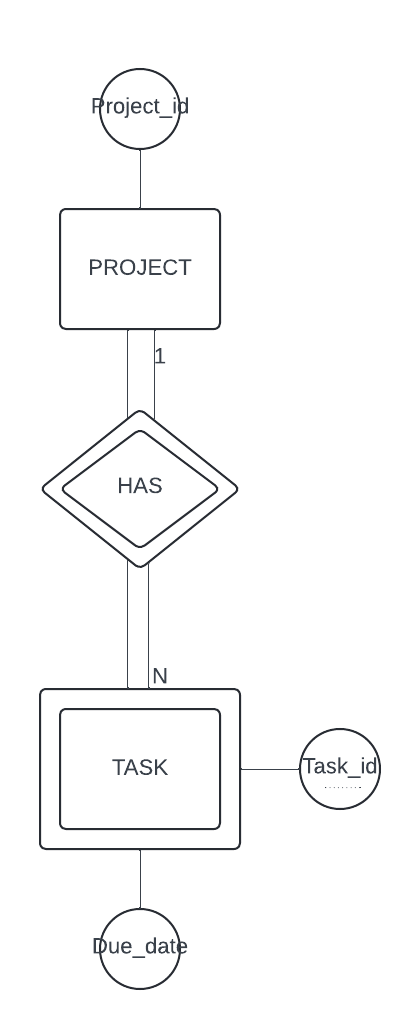 Project_id
PROJECT
1
HAS
N
TASK
Task_id
Due_date